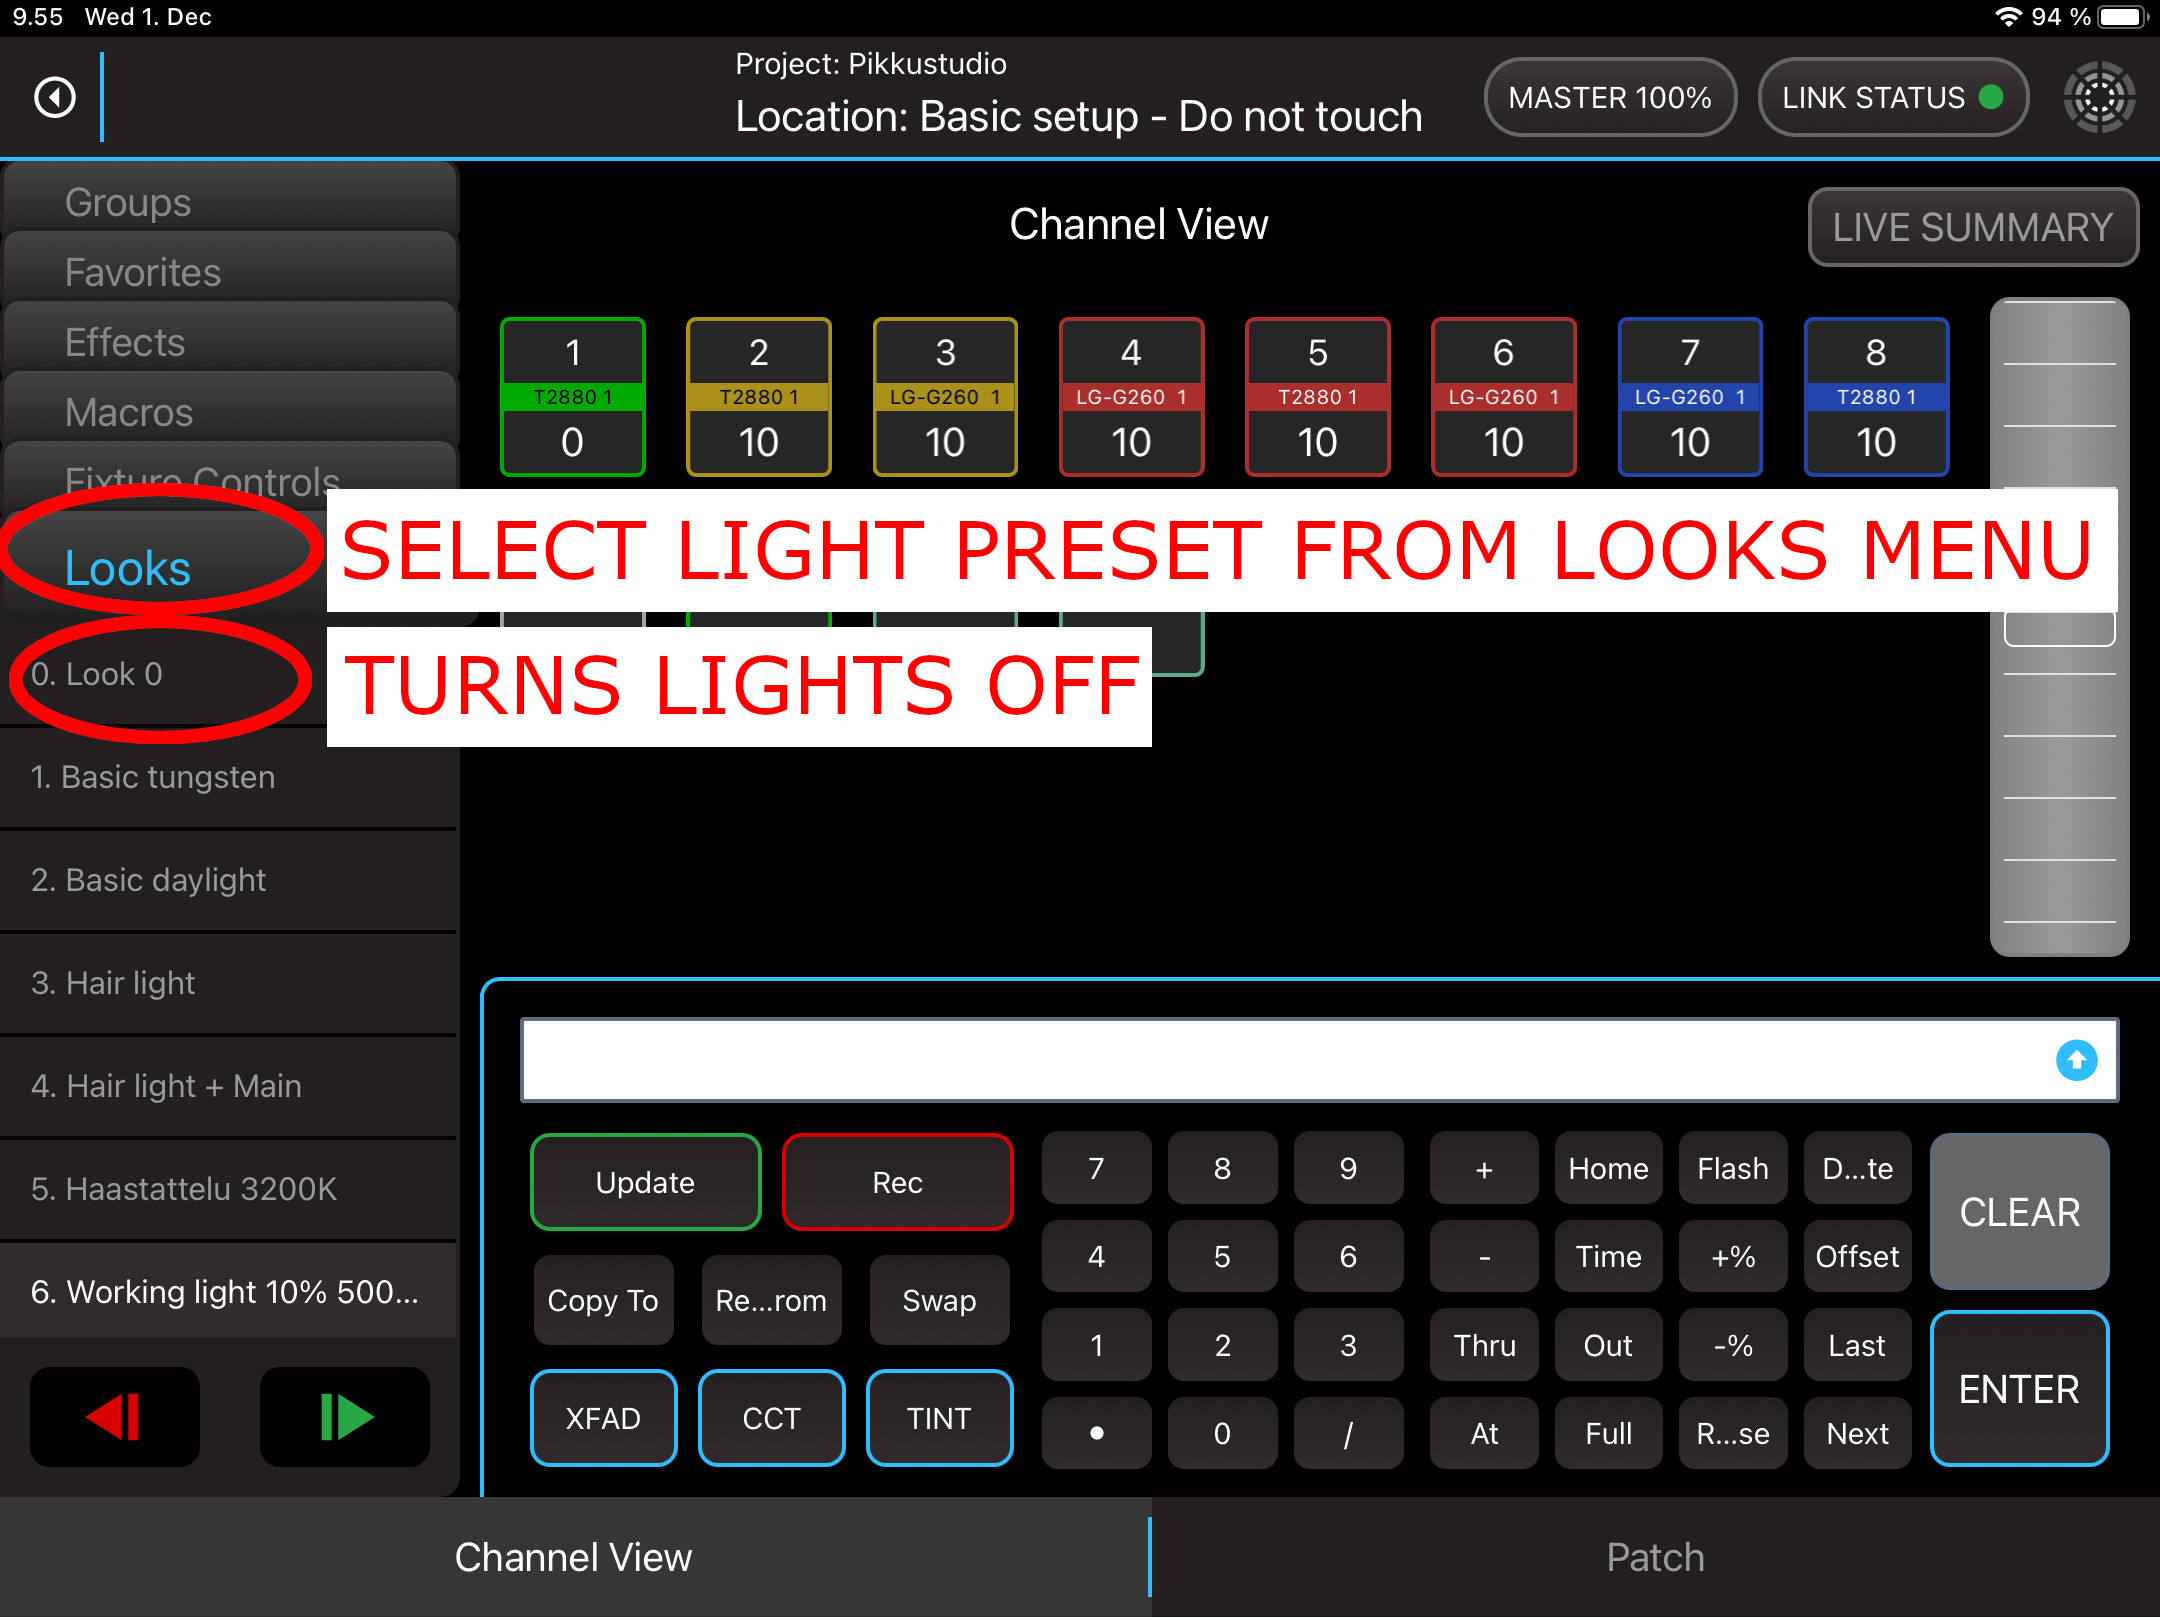 9.55 Wed 1. Dec
94 %
Project: Pikkustudio
Location: Basic setup - Do not touch
MASTER 100%
LINK STATUS
Groups
Favorites
Effects
Macros
Fixture Controls
Looks
0. Look 0
1. Basic tungsten
2. Basic daylight
3. Hair light
4. Hair light + Main
5. Haastattelu 3200K
6. Working light 10% 500...
Channel View
LIVE SUMMARY
1 2 3 4 5 6 7 8
T2880 1 T2880 1 LG-G260 1 LG-G260 1 T2880 1 LG-G260 1 LG-G260 1 T2880 1
0 10 10 10 10 10 10 10
SELECT LIGHT PRESET FROM LOOKS MENU
TURNS LIGHTS OFF
Update Rec
Copy To Re...rom Swap
XFAD CCT TINT
7 8 9 + Home Flash D...te
4 5 6 - Time +% Offset
1 2 3 Thru Out -% Last
• 0 / At Full R...se Next
CLEAR
ENTER
Channel View
Patch